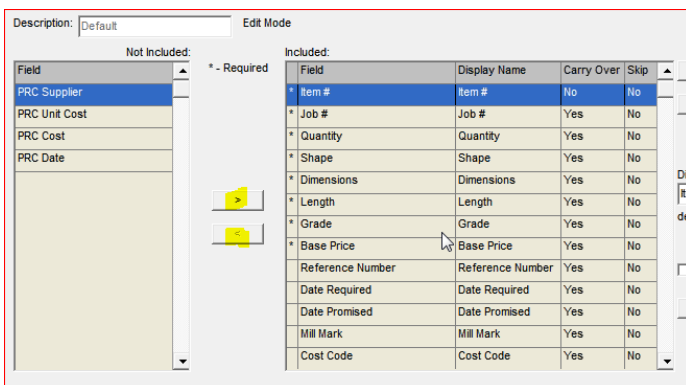 Description: Default Edit Mode
Not Included: * - Required Included:
Field Field Display Name Carry Over Skip
PRC Supplier * Item # Item # No No
PRC Unit Cost * Job # Job # Yes No
PRC Cost * Quantity Quantity Yes No
PRC Date * Shape Shape Yes No
* Dimensions Dimensions Yes No
> * Length Length Yes No
< * Grade Grade Yes No
* Base Price Base Price Yes No
Reference Number Reference Number Yes No
Date Required Date Required Yes No
Date Promised Date Promised Yes No
Mill Mark Mill Mark Yes No
Cost Code Cost Code Yes No